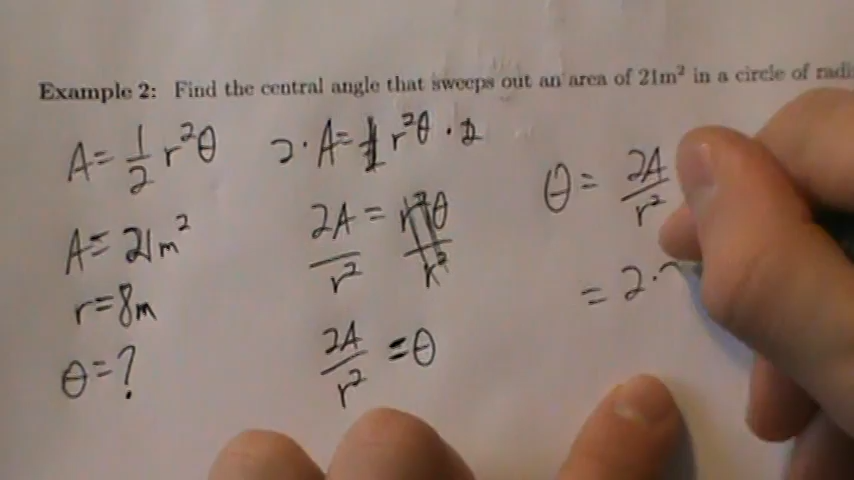 Example 2: Find the central angle that sweeps out an area of 21m² in a circle of
A = 1/2 r²θ
A = 21m²
r = 8m
θ = ?
2 · A = 1/2 r²θ · 2
2A/r² = r²θ/r²
2A/r² = θ
θ = 2A/r²
= 2 ·